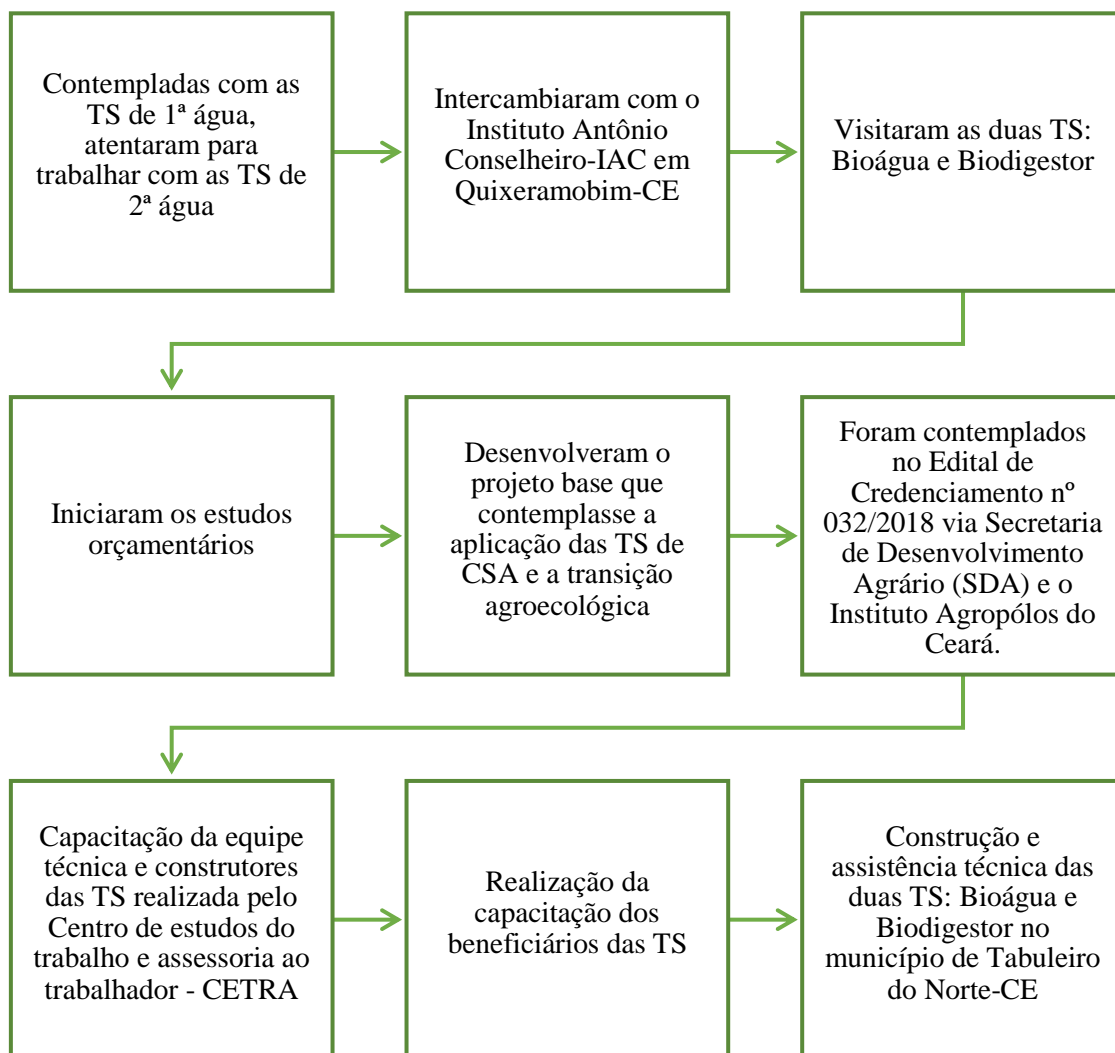 Contempladas com as
TS de 1ª água,
atentaram para
trabalhar com as TS de
2ª água
Intercambiaram com o
Instituto Antônio
Conselheiro-IAC em
Quixeramobim-CE
Visitaram as duas TS:
Bioágua e Biodigestor
Iniciaram os estudos
orçamentários
Desenvolveram o
projeto base que
contemplasse a
aplicação das TS de
CSA e a transição
agroecológica
Foram contemplados
no Edital de
Credenciamento nº
032/2018 via Secretaria
de Desenvolvimento
Agrário (SDA) e o
Instituto Agropólos do
Ceará.
Capacitação da equipe
técnica e construtores
das TS realizada pelo
Centro de estudos do
trabalho e assessoria ao
trabalhador - CETRA
Realização da
capacitação dos
beneficiários das TS
Construção e
assistência técnica das
duas TS: Bioágua e
Biodigestor no
município de Tabuleiro
do Norte-CE